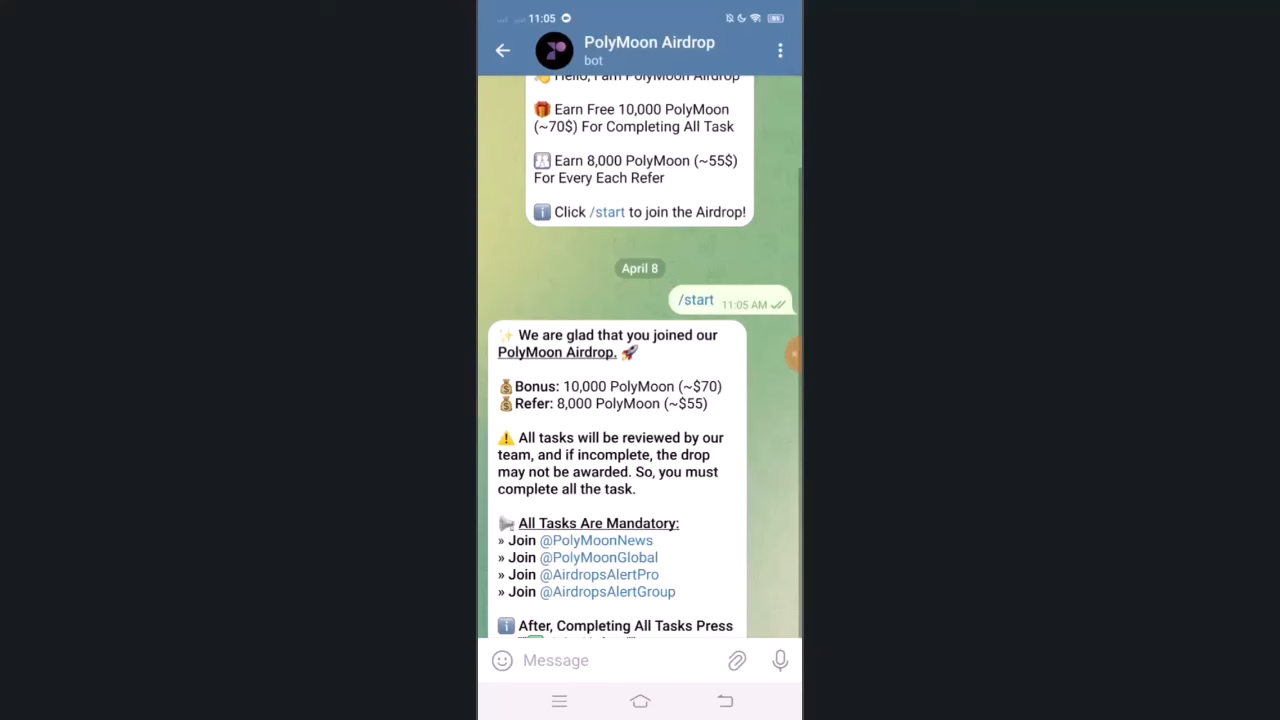 11:05
PolyMoon Airdrop
bot
Hello, I am PolyMoon Airdrop
Earn Free 10,000 PolyMoon
(~70$) For Completing All Task
Earn 8,000 PolyMoon (~55$)
For Every Each Refer
Click /start to join the Airdrop!
April 8
/start 11:05 AM
We are glad that you joined our
PolyMoon Airdrop.
Bonus: 10,000 PolyMoon (~$70)
Refer: 8,000 PolyMoon (~$55)
All tasks will be reviewed by our
team, and if incomplete, the drop
may not be awarded. So, you must
complete all the task.
All Tasks Are Mandatory:
» Join @PolyMoonNews
» Join @PolyMoonGlobal
» Join @AirdropsAlertPro
» Join @AirdropsAlertGroup
After, Completing All Tasks Press
Message